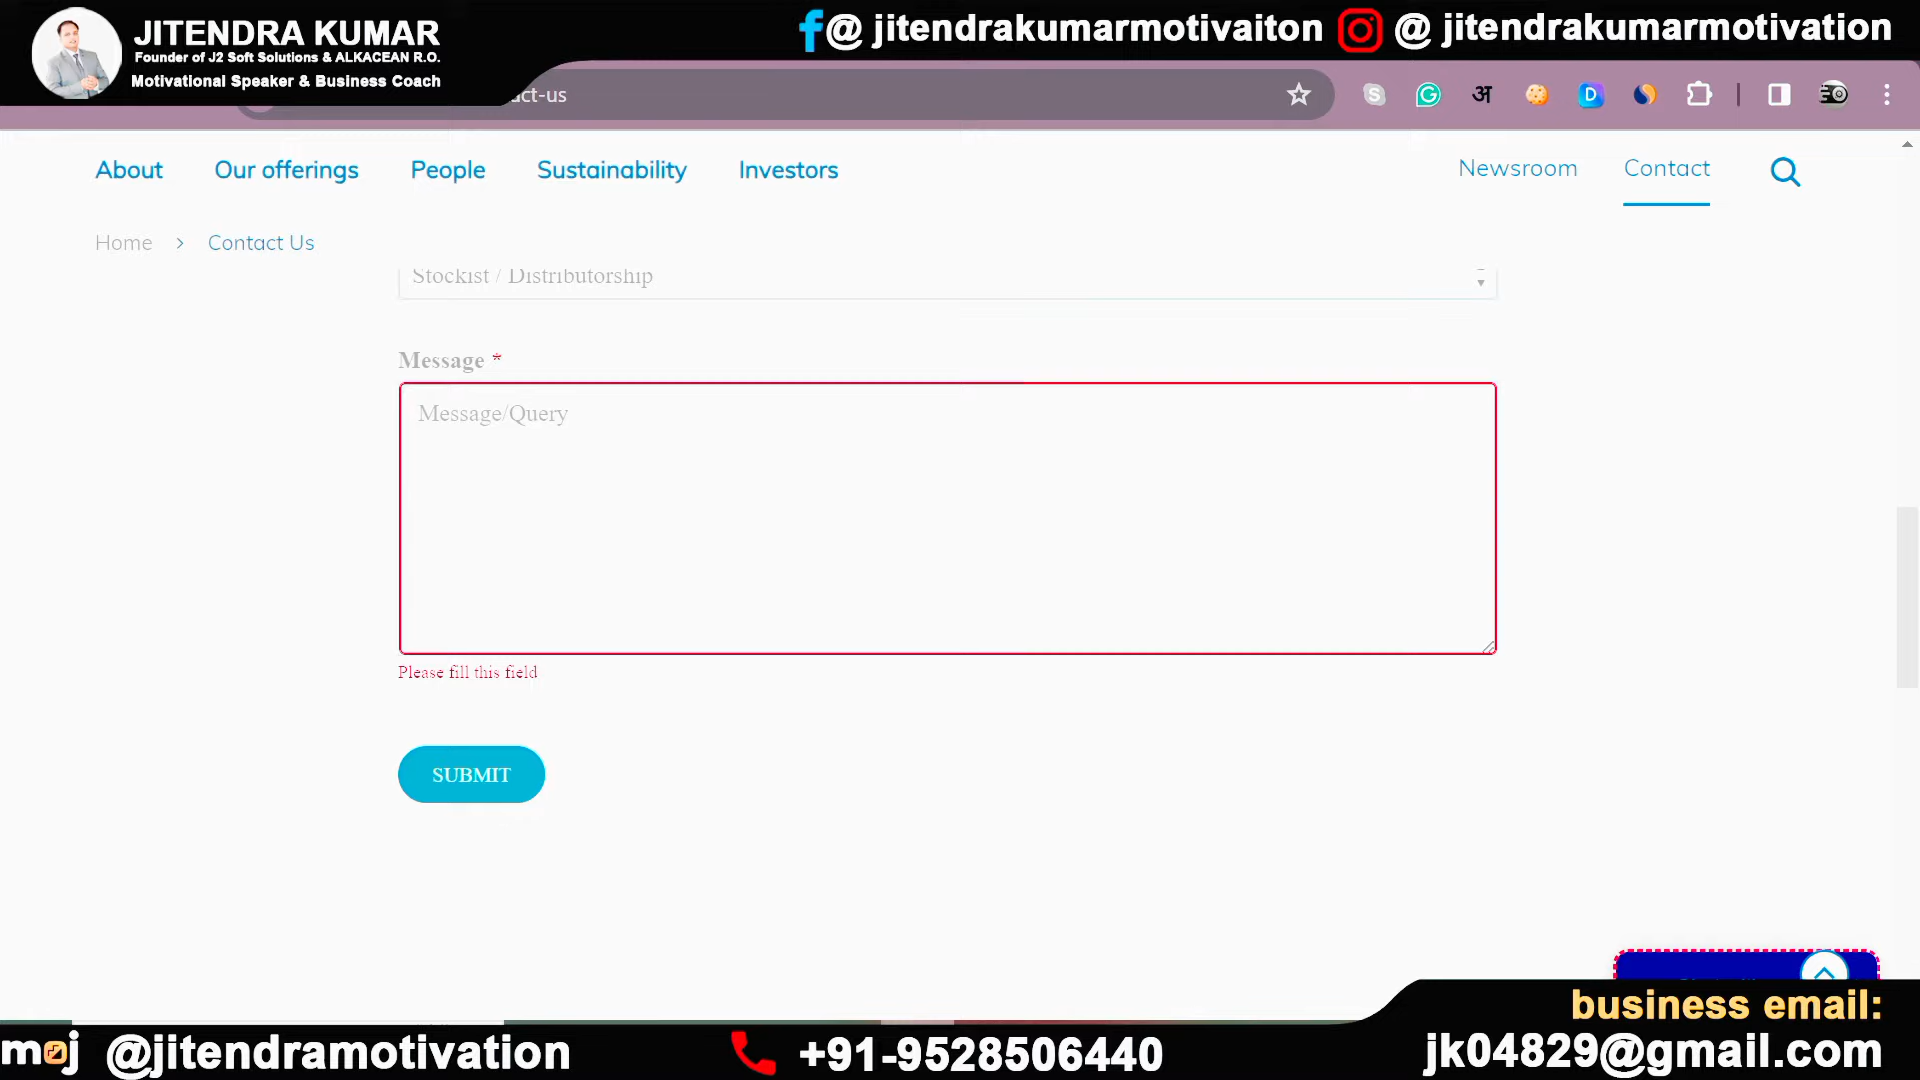 JITENDRA KUMAR
Founder of J2 Soft Solutions & ALKACEAN R.O.
Motivational Speaker & Business Coach
@ jitendrakumarmotivaiton
@ jitendrakumarmotivation
ct-us
अ
D
S
G
About
Our offerings
People
Sustainability
Investors
Newsroom
Contact
Home > Contact Us
Stockist / Distributorship
Message *
Message/Query
Please fill this field
SUBMIT
business email:
moj @jitendramotivation
+91-9528506440
jk04829@gmail.com